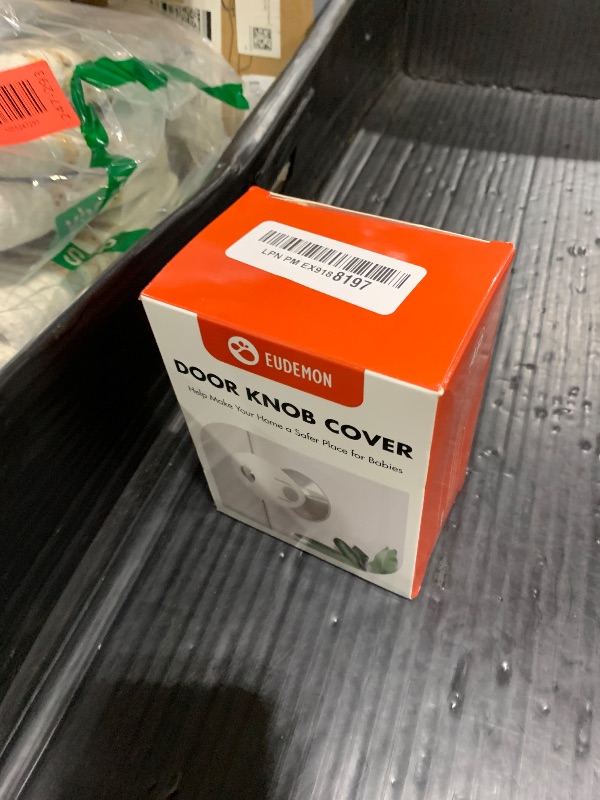 LPN PM EX9188197
EUDEMON
DOOR KNOB COVER
Help Make Your Home a Safer Place for Babies